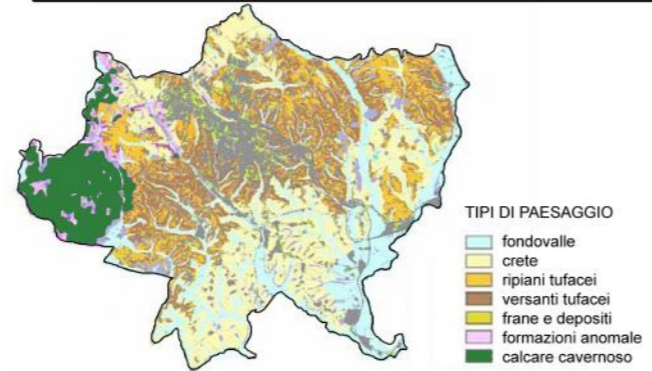 TIPI DI PAESAGGIO
fondovalle
crete
ripiani tufacei
versanti tufacei
frane e depositi
formazioni anomale
calcare cavernoso